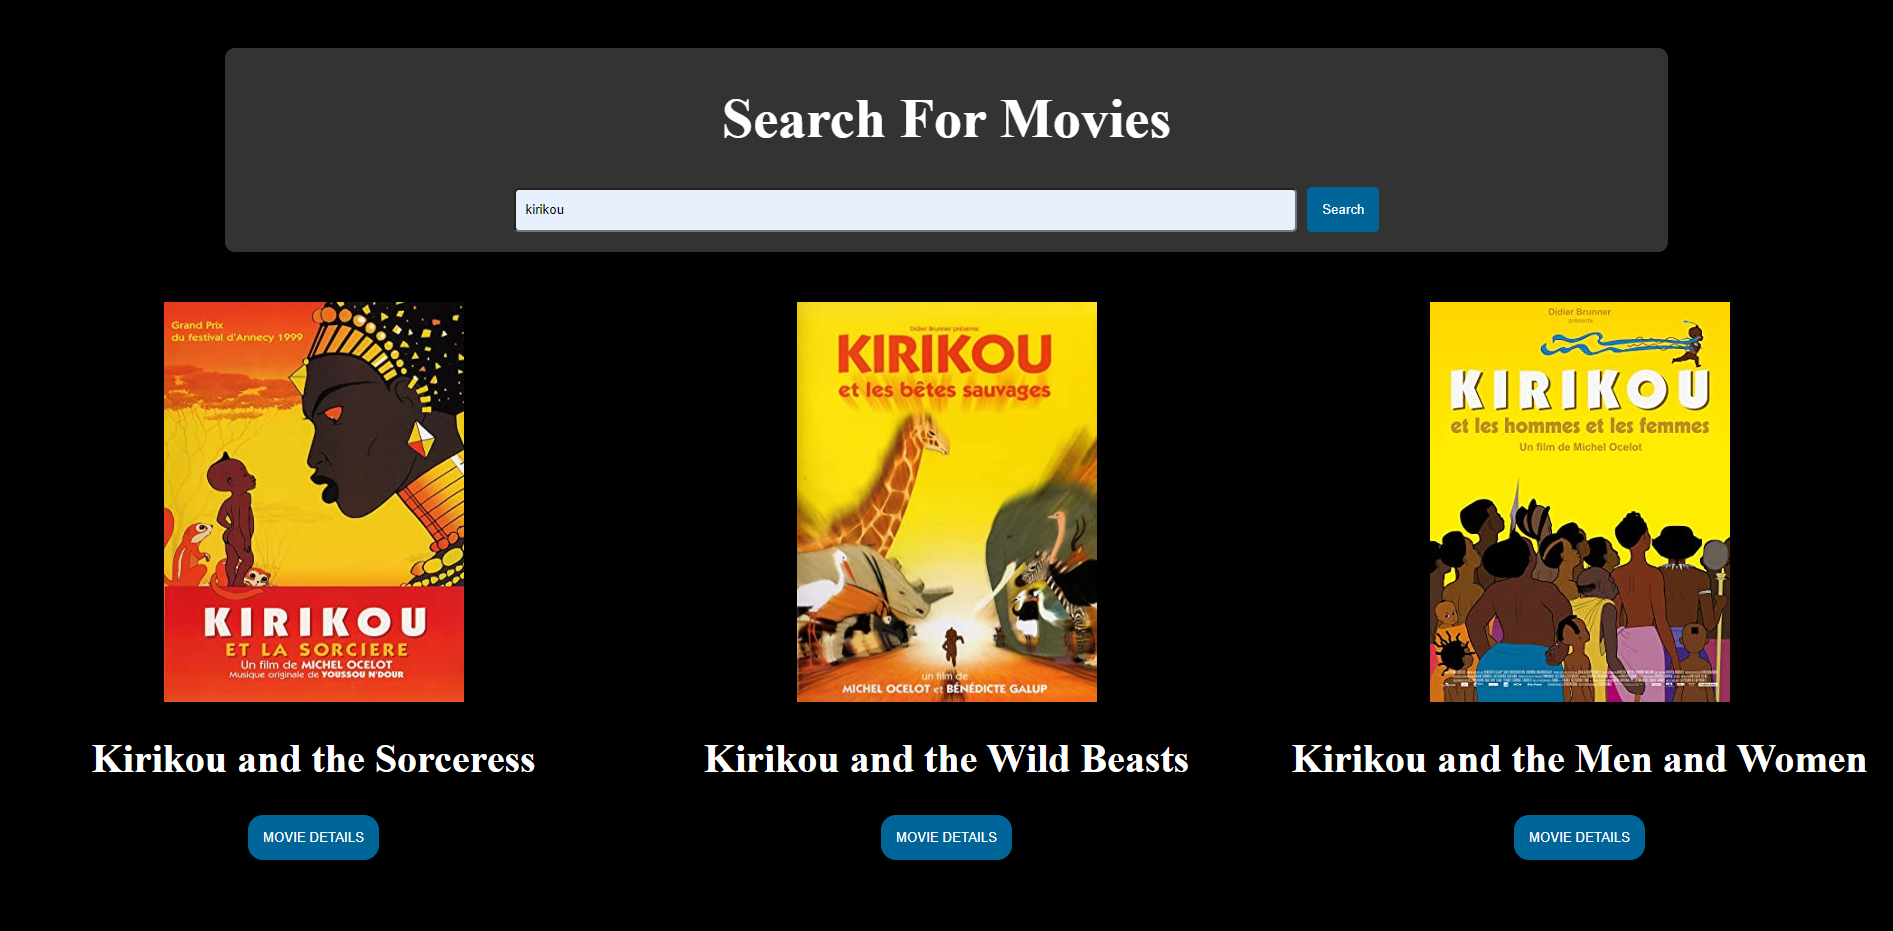 Search For Movies
kirikou
Search
Grand Prix
du festival d'Annecy 1999
KIRIKOU
ET LA SORCIERE
Un film de MICHEL OCELOT
Musique originale de YOUSSOU N'DOUR
Didier Brunner présente
KIRIKOU
et les bêtes sauvages
un film de
MICHEL OCELOT et BÉNÉDICTE GALUP
Didier Brunner
présente
KIRIKOU
et les hommes et les femmes
Un film de Michel Ocelot
Kirikou and the Sorceress
Kirikou and the Wild Beasts
Kirikou and the Men and Women
MOVIE DETAILS
MOVIE DETAILS
MOVIE DETAILS